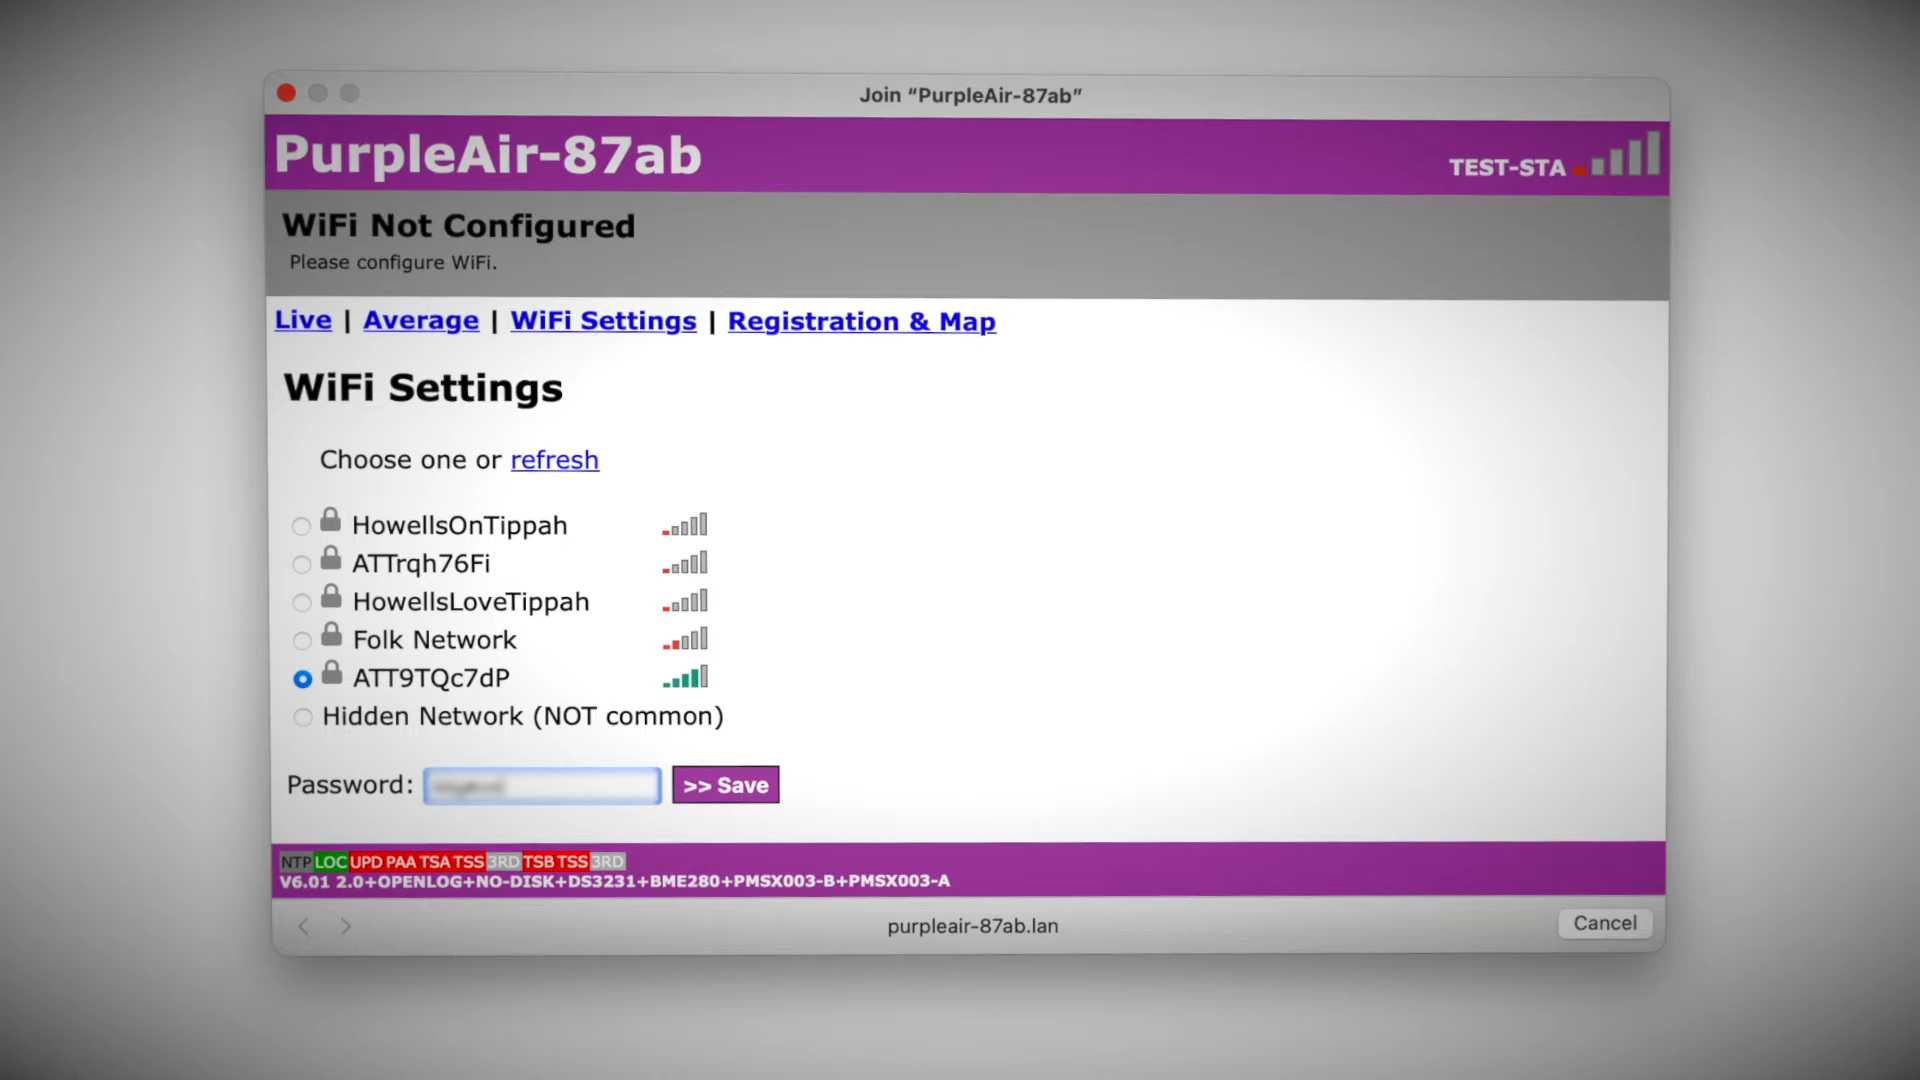 Join “PurpleAir-87ab”
PurpleAir-87ab
TEST-STA
WiFi Not Configured
Please configure WiFi.
Live | Average | WiFi Settings | Registration & Map
WiFi Settings
Choose one or refresh
HowellsOnTippah
ATTrqh76Fi
HowellsLoveTippah
Folk Network
ATT9TQc7dP
Hidden Network (NOT common)
Password: >> Save
NTP LOC UPD PAA TSA TSS 3RD TSB TSS 3RD
V6.01 2.0+OPENLOG+NO-DISK+DS3231+BME280+PMSX003-B+PMSX003-A
purpleair-87ab.lan
Cancel